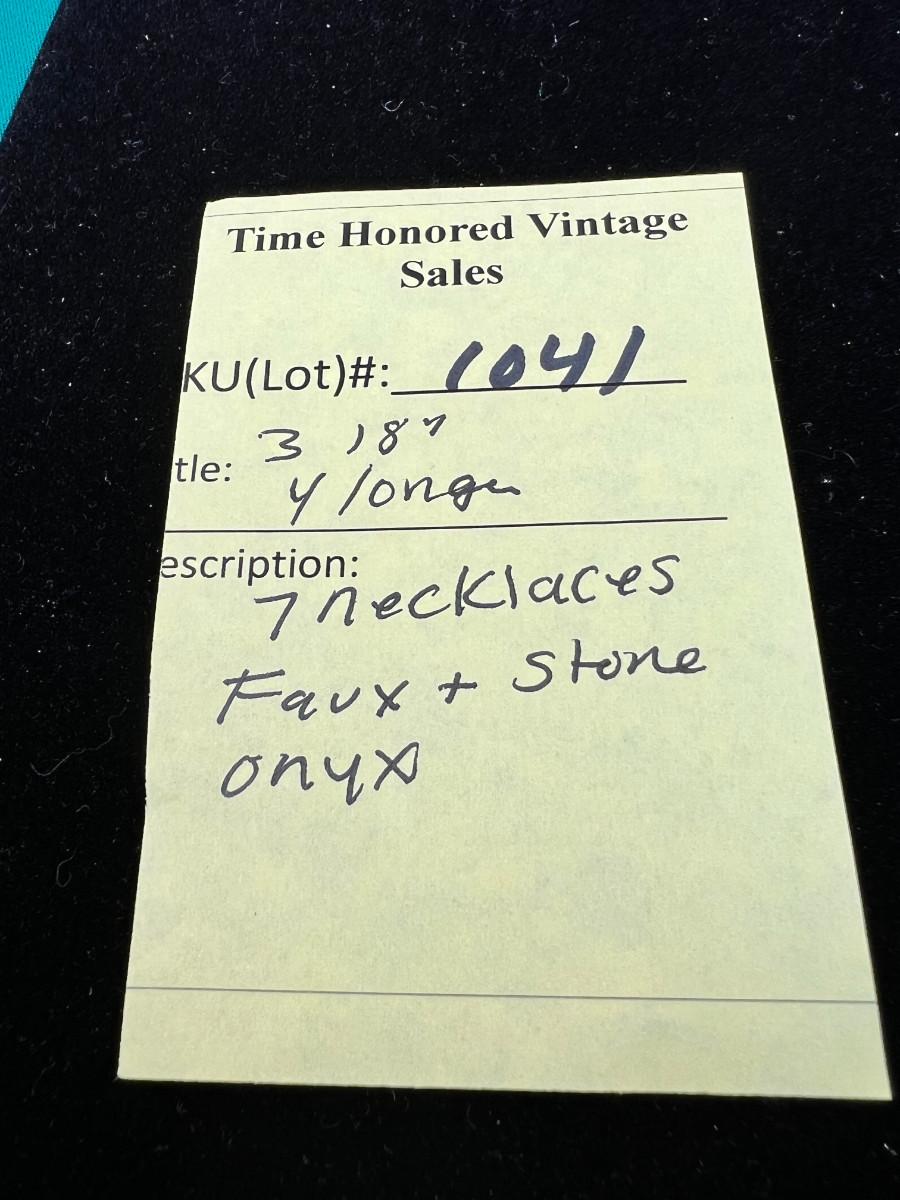 Time Honored Vintage
Sales
KU(Lot)#: 1041
tle: 3 18"
4 longer
escription:
7 necklaces
Faux + Stone
onyx